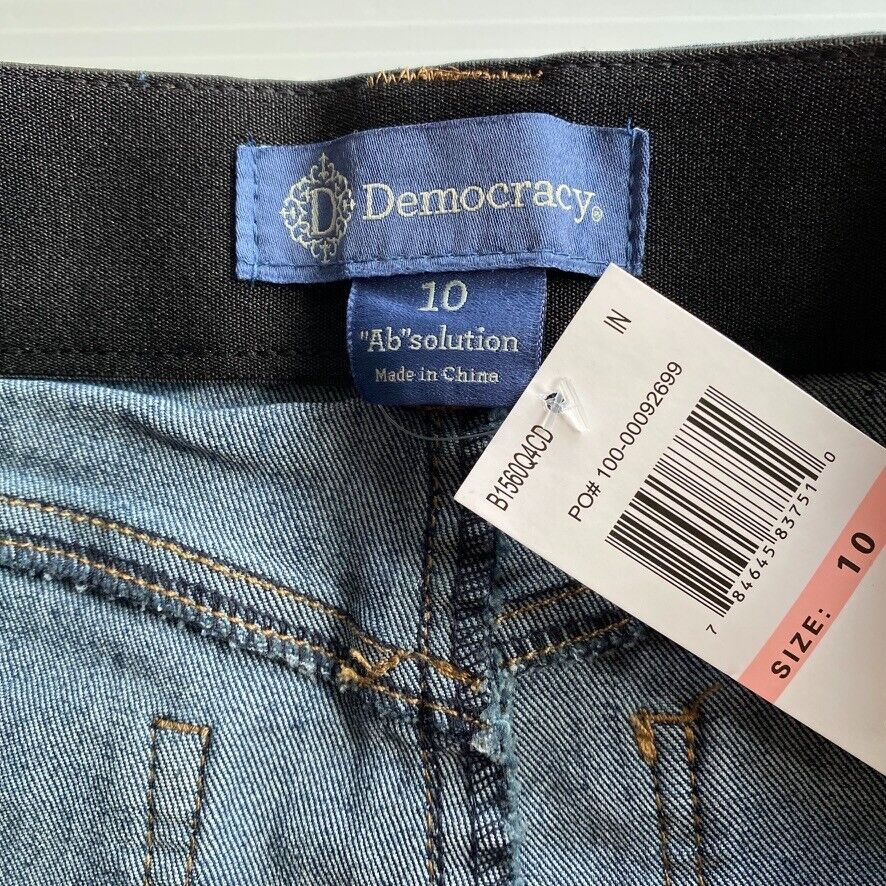 D Democracy®
10
"Ab"solution
Made in China
IN
B1560Q4CD
PO# 100-00092699
7 84645 83751 0
SIZE: 10